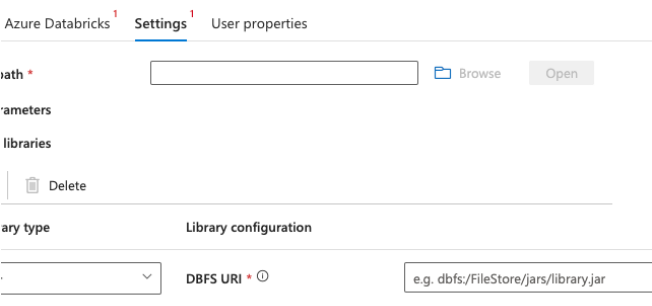 Azure Databricks 1 Settings 1 User properties
path * Browse Open
rameters
libraries
Delete
ary type Library configuration
DBFS URI * e.g. dbfs:/FileStore/jars/library.jar